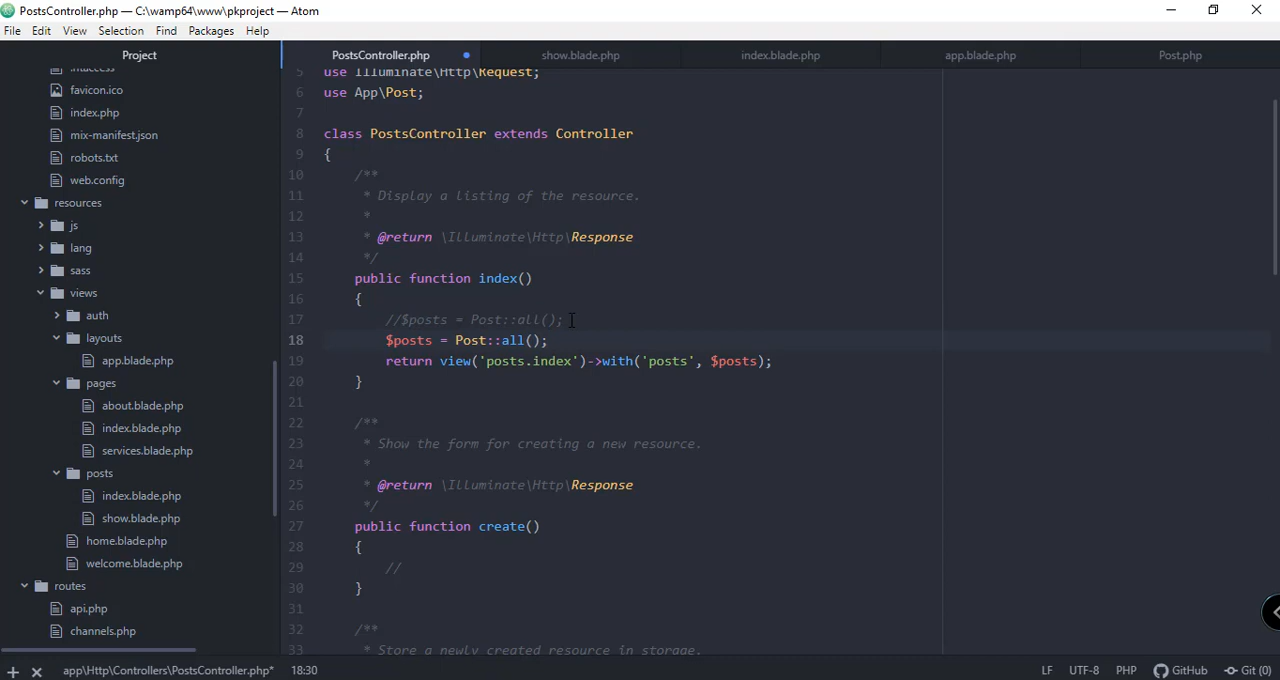 PostsController.php — C:\wamp64\www\pkproject — Atom
File Edit View Selection Find Packages Help
Project
PostsController.php
show.blade.php
index.blade.php
app.blade.php
Post.php
.htaccess
favicon.ico
index.php
mix-manifest.json
robots.txt
web.config
resources
js
lang
sass
views
auth
layouts
app.blade.php
pages
about.blade.php
index.blade.php
services.blade.php
posts
index.blade.php
show.blade.php
home.blade.php
welcome.blade.php
routes
api.php
channels.php
5 use Illuminate\Http\Request;
6 use App\Post;
7
8 class PostsController extends Controller
9 {
10 /**
11 * Display a listing of the resource.
12 *
13 * @return \Illuminate\Http\Response
14 */
15 public function index()
16 {
17 //$posts = Post::all();
18 $posts = Post::all();
19 return view('posts.index')->with('posts', $posts);
20 }
21
22 /**
23 * Show the form for creating a new resource.
24 *
25 * @return \Illuminate\Http\Response
26 */
27 public function create()
28 {
29 //
30 }
31
32 /**
33 * Store a newly created resource in storage.
app\Http\Controllers\PostsController.php* 18:30 LF UTF-8 PHP GitHub Git (0)